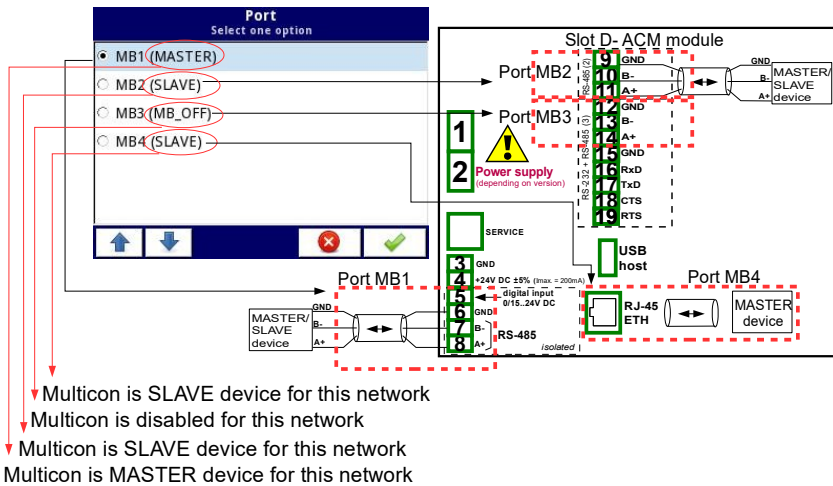 Port
Select one option
MB1 (MASTER)
MB2 (SLAVE)
MB3 (MB_OFF)
MB4 (SLAVE)
Slot D- ACM module
Port MB2
RS-485 (2)
9 GND
10 B-
11 A+
GND
B-
A+
MASTER/
SLAVE
device
Port MB3
RS-232 + RS-485 (3)
12 GND
13 B-
14 A+
15 GND
16 RxD
17 TxD
18 CTS
19 RTS
1
2
Power supply
(depending on version)
SERVICE
USB
host
3 GND
4 +24V DC ±5% (Imax. = 200mA)
5 digital input
0/15..24V DC
6 GND
7 B-
8 A+
RS-485
isolated
Port MB1
MASTER/
SLAVE
device
GND
B-
A+
Port MB4
RJ-45
ETH
MASTER
device
Multicon is SLAVE device for this network
Multicon is disabled for this network
Multicon is SLAVE device for this network
Multicon is MASTER device for this network